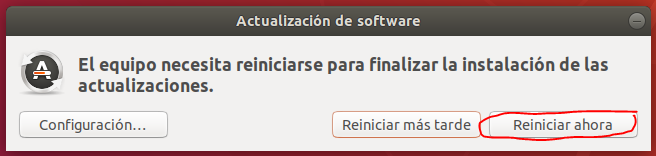 Actualización de software
El equipo necesita reiniciarse para finalizar la instalación de las
actualizaciones.
Configuración... Reiniciar más tarde Reiniciar ahora